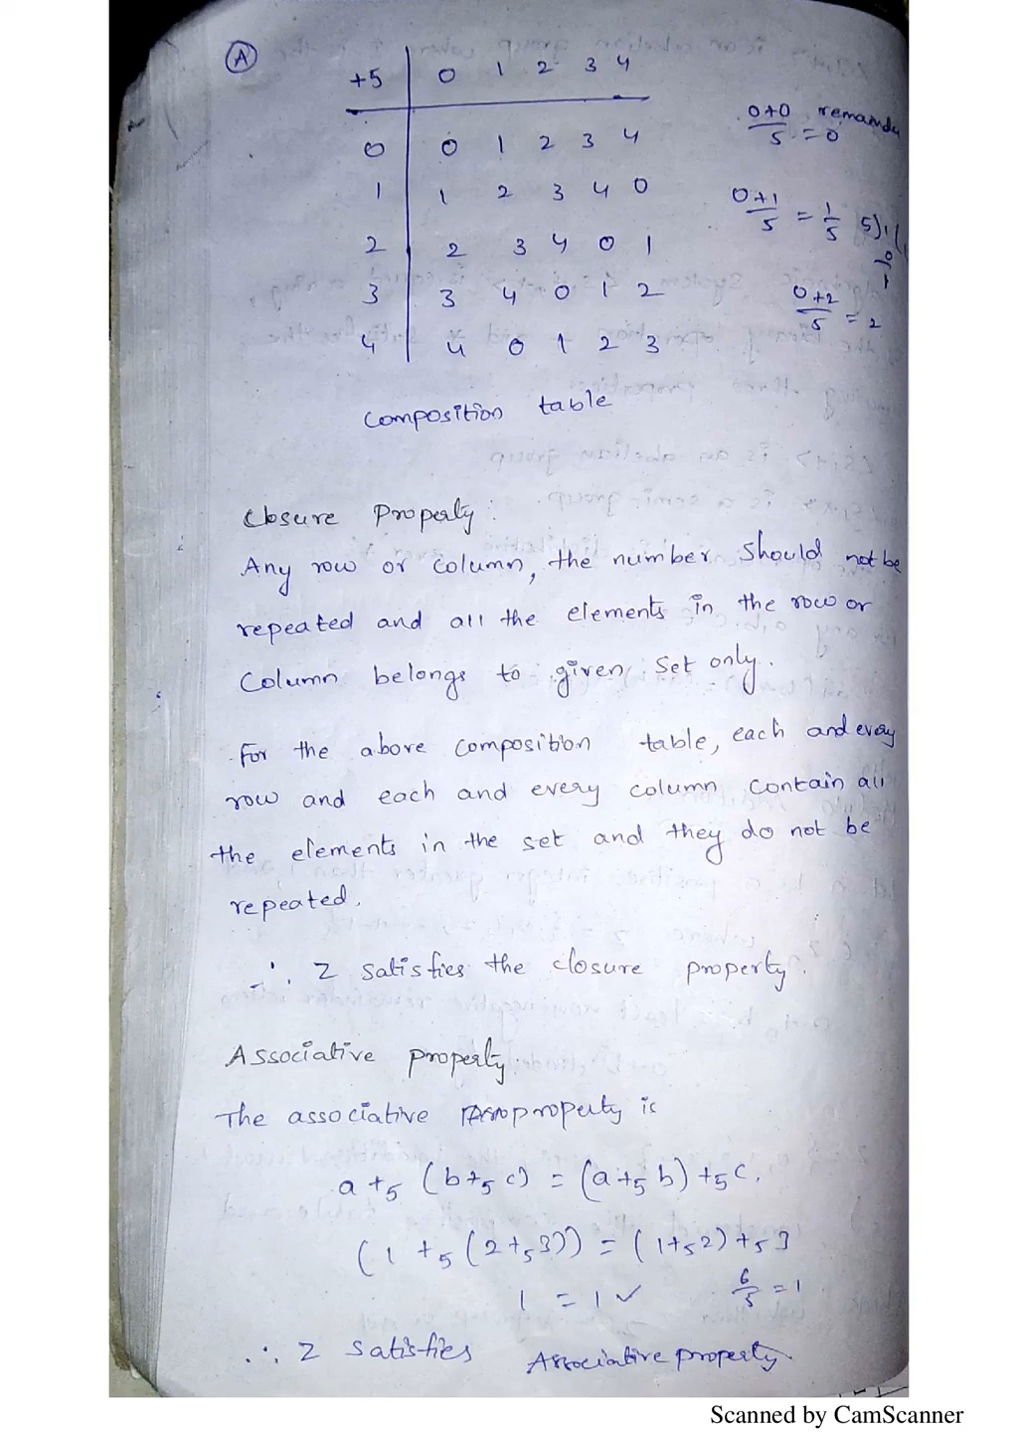 A
+5 | 0 1 2 3 4
0 | 0 1 2 3 4
1 | 1 2 3 4 0
2 | 2 3 4 0 1
3 | 3 4 0 1 2
4 | 4 0 1 2 3
0+0/5 = 0
0+1/5 = 1/5
0+2/5 = 2
Composition table
Closure Property:
Any row or column, the number should not be
repeated and all the elements in the row or
Column belongs to given set only.
For the above composition table, each and every
row and each and every column contain all
the elements in the set and they do not be
repeated.
∴ Z satisfies the closure property.
Associative property:
The associative property is
a +5 (b +5 c) = (a +5 b) +5 c.
(1 +5 (2 +5 3)) = (1 +5 2) +5 3
1 = 1 ✓ 6/5 = 1
∴ Z satisfies Associative property.
Scanned by CamScanner